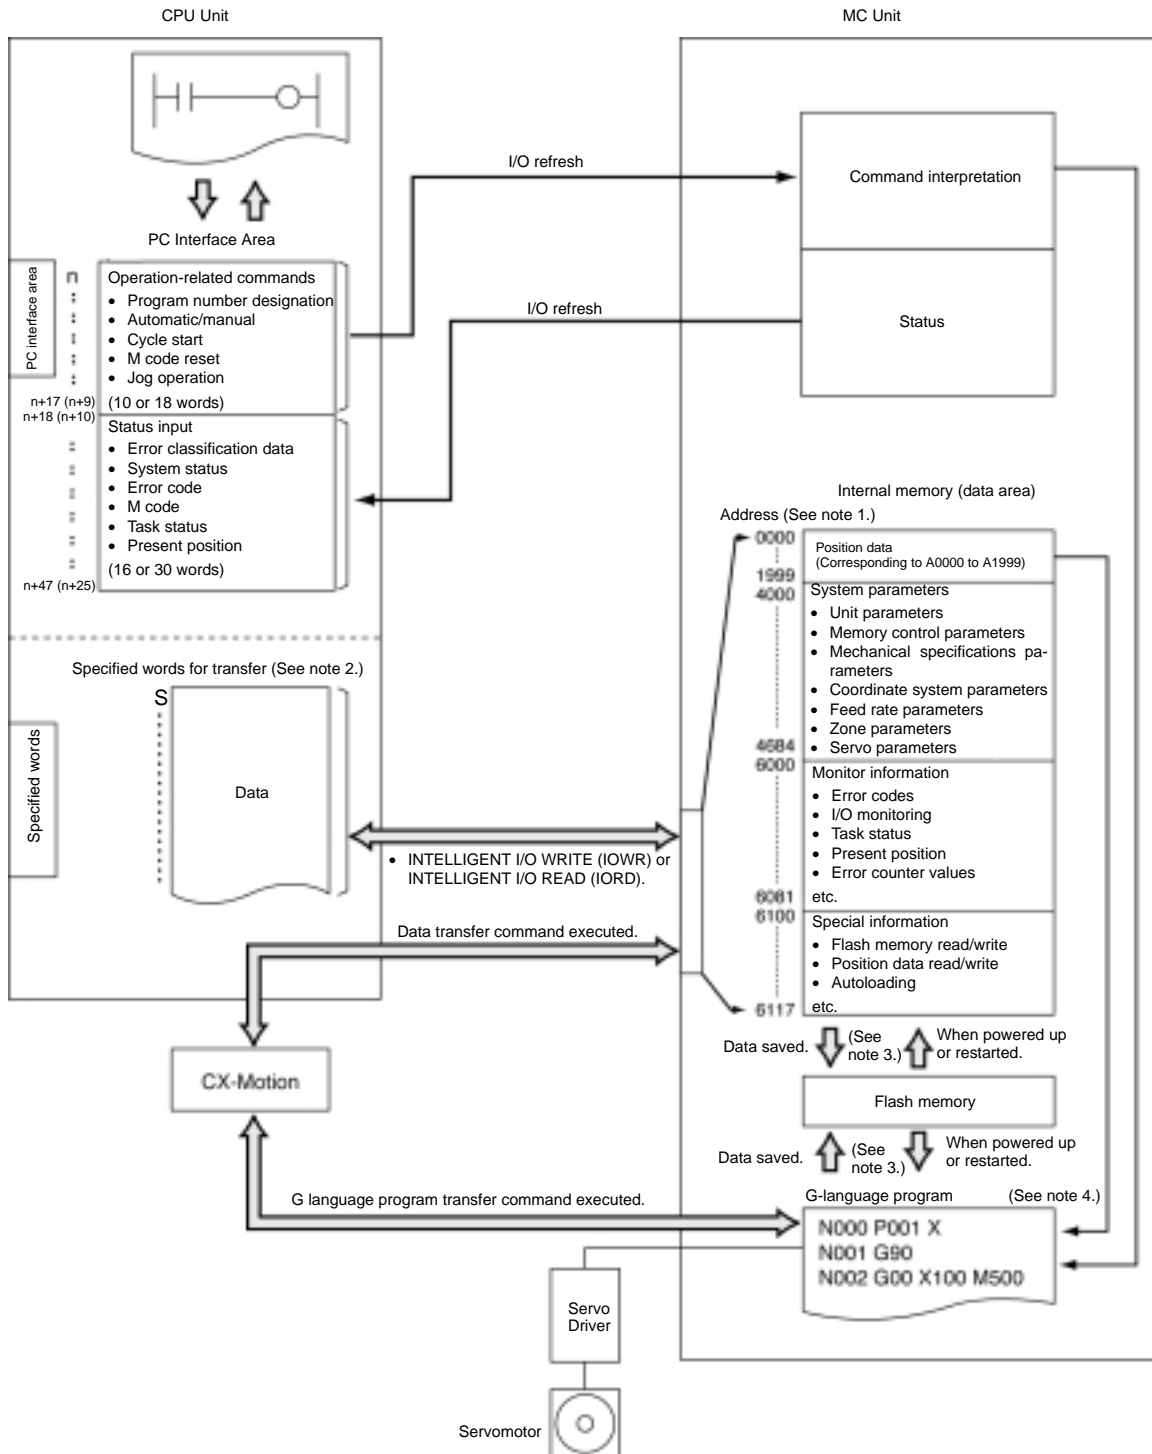 CPU Unit
MC Unit
I/O refresh
Command interpretation
PC Interface Area
PC interface area
n
Operation-related commands
• Program number designation
• Automatic/manual
• Cycle start
• M code reset
• Jog operation
n+17 (n+9)
(10 or 18 words)
I/O refresh
Status
n+18 (n+10)
Status input
• Error classification data
• System status
• Error code
• M code
• Task status
• Present position
(16 or 30 words)
n+47 (n+25)
Internal memory (data area)
Address (See note 1.)
0000
Position data
(Corresponding to A0000 to A1999)
1999
4000
System parameters
• Unit parameters
• Memory control parameters
• Mechanical specifications pa-
rameters
• Coordinate system parameters
• Feed rate parameters
• Zone parameters
• Servo parameters
4684
6000
Monitor information
• Error codes
• I/O monitoring
• Task status
• Present position
• Error counter values
etc.
6081
6100
Special information
• Flash memory read/write
• Position data read/write
• Autoloading
etc.
6117
Specified words for transfer (See note 2.)
S
Specified words
Data
• INTELLIGENT I/O WRITE (IOWR) or
INTELLIGENT I/O READ (IORD).
Data transfer command executed.
CX-Motion
Data saved.
(See
note 3.)
When powered up
or restarted.
Flash memory
Data saved.
(See
note 3.)
When powered up
or restarted.
G language program transfer command executed.
G-language program
(See note 4.)
N000 P001 X
N001 G90
N002 G00 X100 M500
Servo
Driver
Servomotor